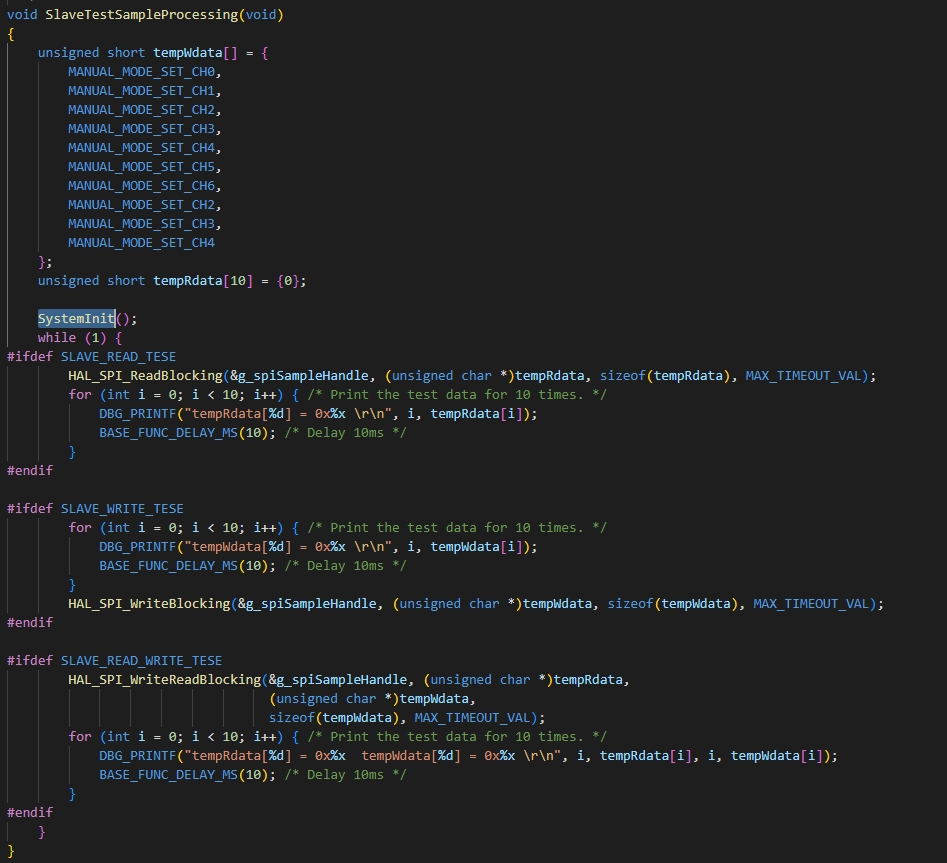 void SlaveTestSampleProcessing(void)
{
    unsigned short tempWdata[] = {
        MANUAL_MODE_SET_CH0,
        MANUAL_MODE_SET_CH1,
        MANUAL_MODE_SET_CH2,
        MANUAL_MODE_SET_CH3,
        MANUAL_MODE_SET_CH4,
        MANUAL_MODE_SET_CH5,
        MANUAL_MODE_SET_CH6,
        MANUAL_MODE_SET_CH2,
        MANUAL_MODE_SET_CH3,
        MANUAL_MODE_SET_CH4
    };
    unsigned short tempRdata[10] = {0};

    SystemInit();
    while (1) {
#ifdef SLAVE_READ_TESE
        HAL_SPI_ReadBlocking(&g_spiSampleHandle, (unsigned char *)tempRdata, sizeof(tempRdata), MAX_TIMEOUT_VAL);
        for (int i = 0; i < 10; i++) { /* Print the test data for 10 times. */
            DBG_PRINTF("tempRdata[%d] = 0x%x \r\n", i, tempRdata[i]);
            BASE_FUNC_DELAY_MS(10); /* Delay 10ms */
        }
#endif

#ifdef SLAVE_WRITE_TESE
        for (int i = 0; i < 10; i++) { /* Print the test data for 10 times. */
            DBG_PRINTF("tempWdata[%d] = 0x%x \r\n", i, tempWdata[i]);
            BASE_FUNC_DELAY_MS(10); /* Delay 10ms */
        }
        HAL_SPI_WriteBlocking(&g_spiSampleHandle, (unsigned char *)tempWdata, sizeof(tempWdata), MAX_TIMEOUT_VAL);
#endif

#ifdef SLAVE_READ_WRITE_TESE
        HAL_SPI_WriteReadBlocking(&g_spiSampleHandle, (unsigned char *)tempRdata,
                                  (unsigned char *)tempWdata,
                                  sizeof(tempWdata), MAX_TIMEOUT_VAL);
        for (int i = 0; i < 10; i++) { /* Print the test data for 10 times. */
            DBG_PRINTF("tempRdata[%d] = 0x%x  tempWdata[%d] = 0x%x \r\n", i, tempRdata[i], i, tempWdata[i]);
            BASE_FUNC_DELAY_MS(10); /* Delay 10ms */
        }
#endif
    }
}